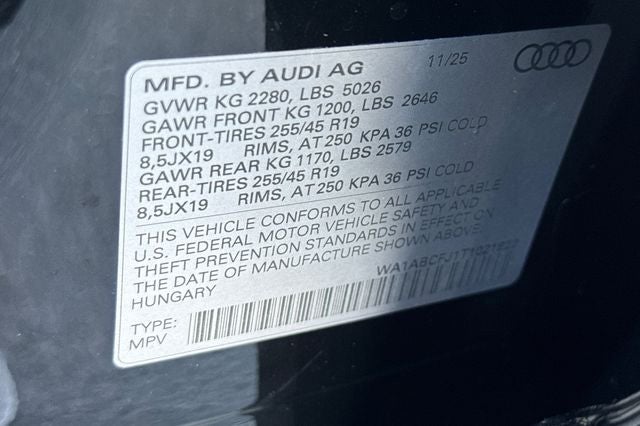 MFD. BY AUDI AG 11/25
GVWR KG 2280, LBS 5026
GAWR FRONT KG 1200, LBS 2646
FRONT-TIRES 255/45 R19
8,5JX19 RIMS, AT 250 KPA 36 PSI COLD
GAWR REAR KG 1170, LBS 2579
REAR-TIRES 255/45 R19
8,5JX19 RIMS, AT 250 KPA 36 PSI COLD
THIS VEHICLE CONFORMS TO ALL APPLICABLE
U.S. FEDERAL MOTOR VEHICLE SAFETY AND
THEFT PREVENTION STANDARDS IN EFFECT ON
THE DATE OF MANUFACTURE SHOWN ABOVE.
HUNGARY
TYPE:
MPV